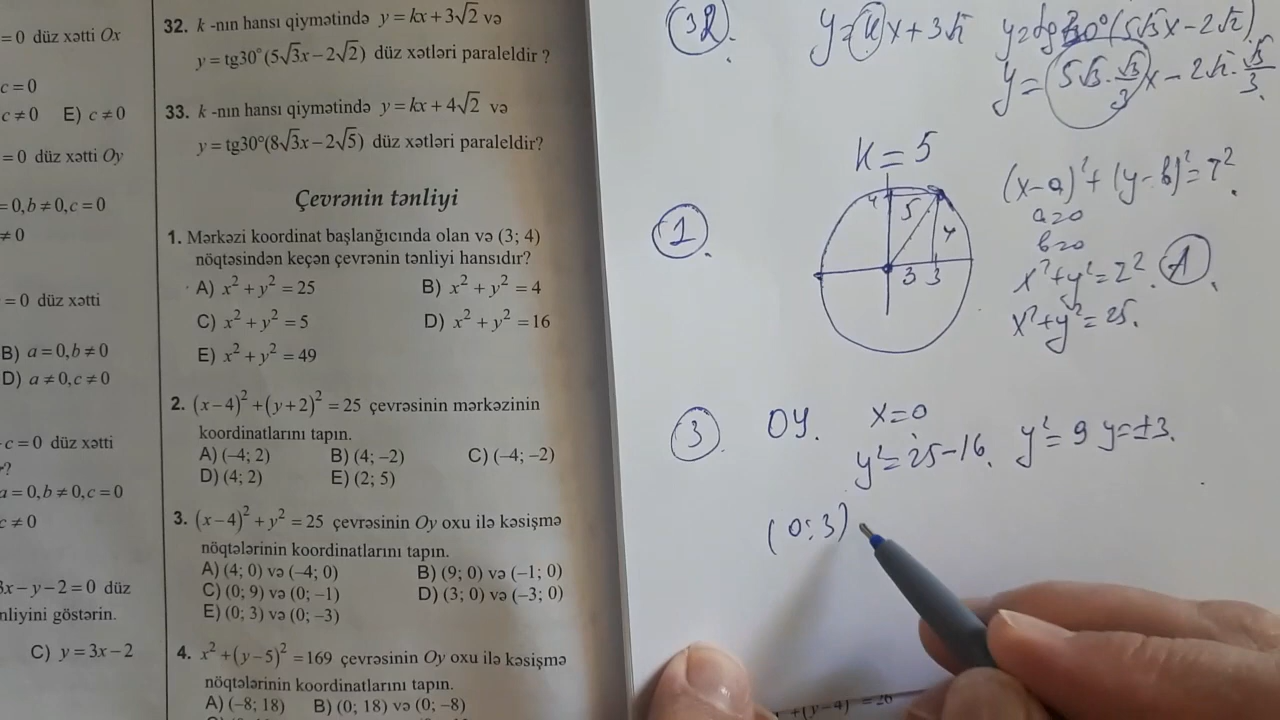 =0 düz xətti Ox
c=0
c≠0 E) c≠0
=0 düz xətti Oy
=0, b≠0, c=0
≠0
=0 düz xətti
B) a=0, b≠0
D) a≠0, c≠0
-c=0 düz xətti
r?
a=0, b≠0, c=0
c≠0
3x-y-2=0 düz
nliyini göstərin.
C) y=3x-2
32. k -nın hansı qiymətində y=kx+3√2 və
y=tg30°(5√3x-2√2) düz xətləri paraleldir ?
33. k -nın hansı qiymətində y=kx+4√2 və
y=tg30°(8√3x-2√5) düz xətləri paraleldir?
Çevrənin tənliyi
1. Mərkəzi koordinat başlanğıcında olan və (3; 4)
nöqtəsindən keçən çevrənin tənliyi hansıdır?
A) x²+y²=25 B) x²+y²=4
C) x²+y²=5 D) x²+y²=16
E) x²+y²=49
2. (x-4)²+(y+2)²=25 çevrəsinin mərkəzinin
koordinatlarını tapın.
A) (-4; 2) B) (4; -2) C) (-4; -2)
D) (4; 2) E) (2; 5)
3. (x-4)²+y²=25 çevrəsinin Oy oxu ilə kəsişmə
nöqtələrinin koordinatlarını tapın.
A) (4; 0) və (-4; 0) B) (9; 0) və (-1; 0)
C) (0; 9) və (0; -1) D) (3; 0) və (-3; 0)
E) (0; 3) və (0; -3)
4. x²+(y-5)²=169 çevrəsinin Oy oxu ilə kəsişmə
nöqtələrinin koordinatlarını tapın.
A) (-8; 18) B) (0; 18) və (0; -8)
32. y=kx+3√2 y=tg30°(5√3x-2√2)
y=5√3·√3/3x-2√2·√3/3.
k=5
1.
4 5 4
3 3
(x-a)²+(y-b)²=r².
a=0
b=0
x²+y²=r². A.
x²+y²=25.
3 OY. x=0
y²=25-16. y²=9 y=±3.
(0; 3)